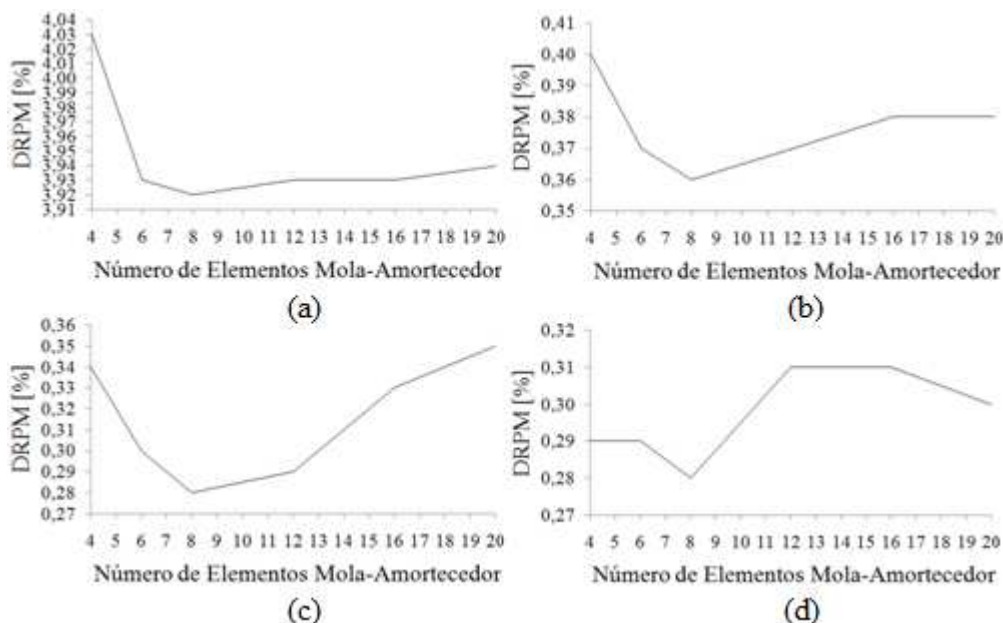 DRPM [%]
4,04
4,03
4,02
4,01
4,00
3,99
3,98
3,97
3,96
3,95
3,94
3,93
3,92
3,91
4 5 6 7 8 9 10 11 12 13 14 15 16 17 18 19 20
Número de Elementos Mola-Amortecedor
(a)
DRPM [%]
0,41
0,40
0,39
0,38
0,37
0,36
0,35
4 5 6 7 8 9 10 11 12 13 14 15 16 17 18 19 20
Número de Elementos Mola-Amortecedor
(b)
DRPM [%]
0,36
0,35
0,34
0,33
0,32
0,31
0,30
0,29
0,28
0,27
4 5 6 7 8 9 10 11 12 13 14 15 16 17 18 19 20
Número de Elementos Mola-Amortecedor
(c)
DRPM [%]
0,32
0,31
0,30
0,29
0,28
0,27
4 5 6 7 8 9 10 11 12 13 14 15 16 17 18 19 20
Número de Elementos Mola-Amortecedor
(d)